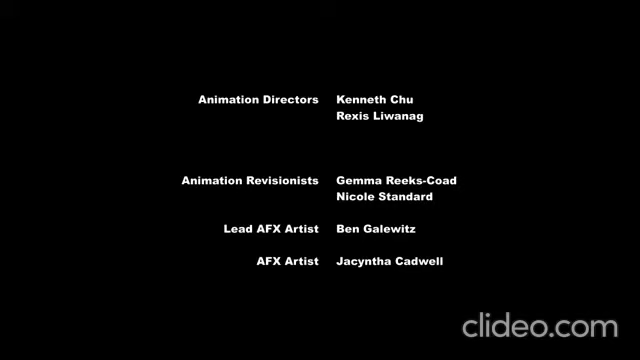 Animation Directors Kenneth Chu
Rexis Liwanag
Animation Revisionists Gemma Reeks-Coad
Nicole Standard
Lead AFX Artist Ben Galewitz
AFX Artist Jacyntha Cadwell
clideo.com